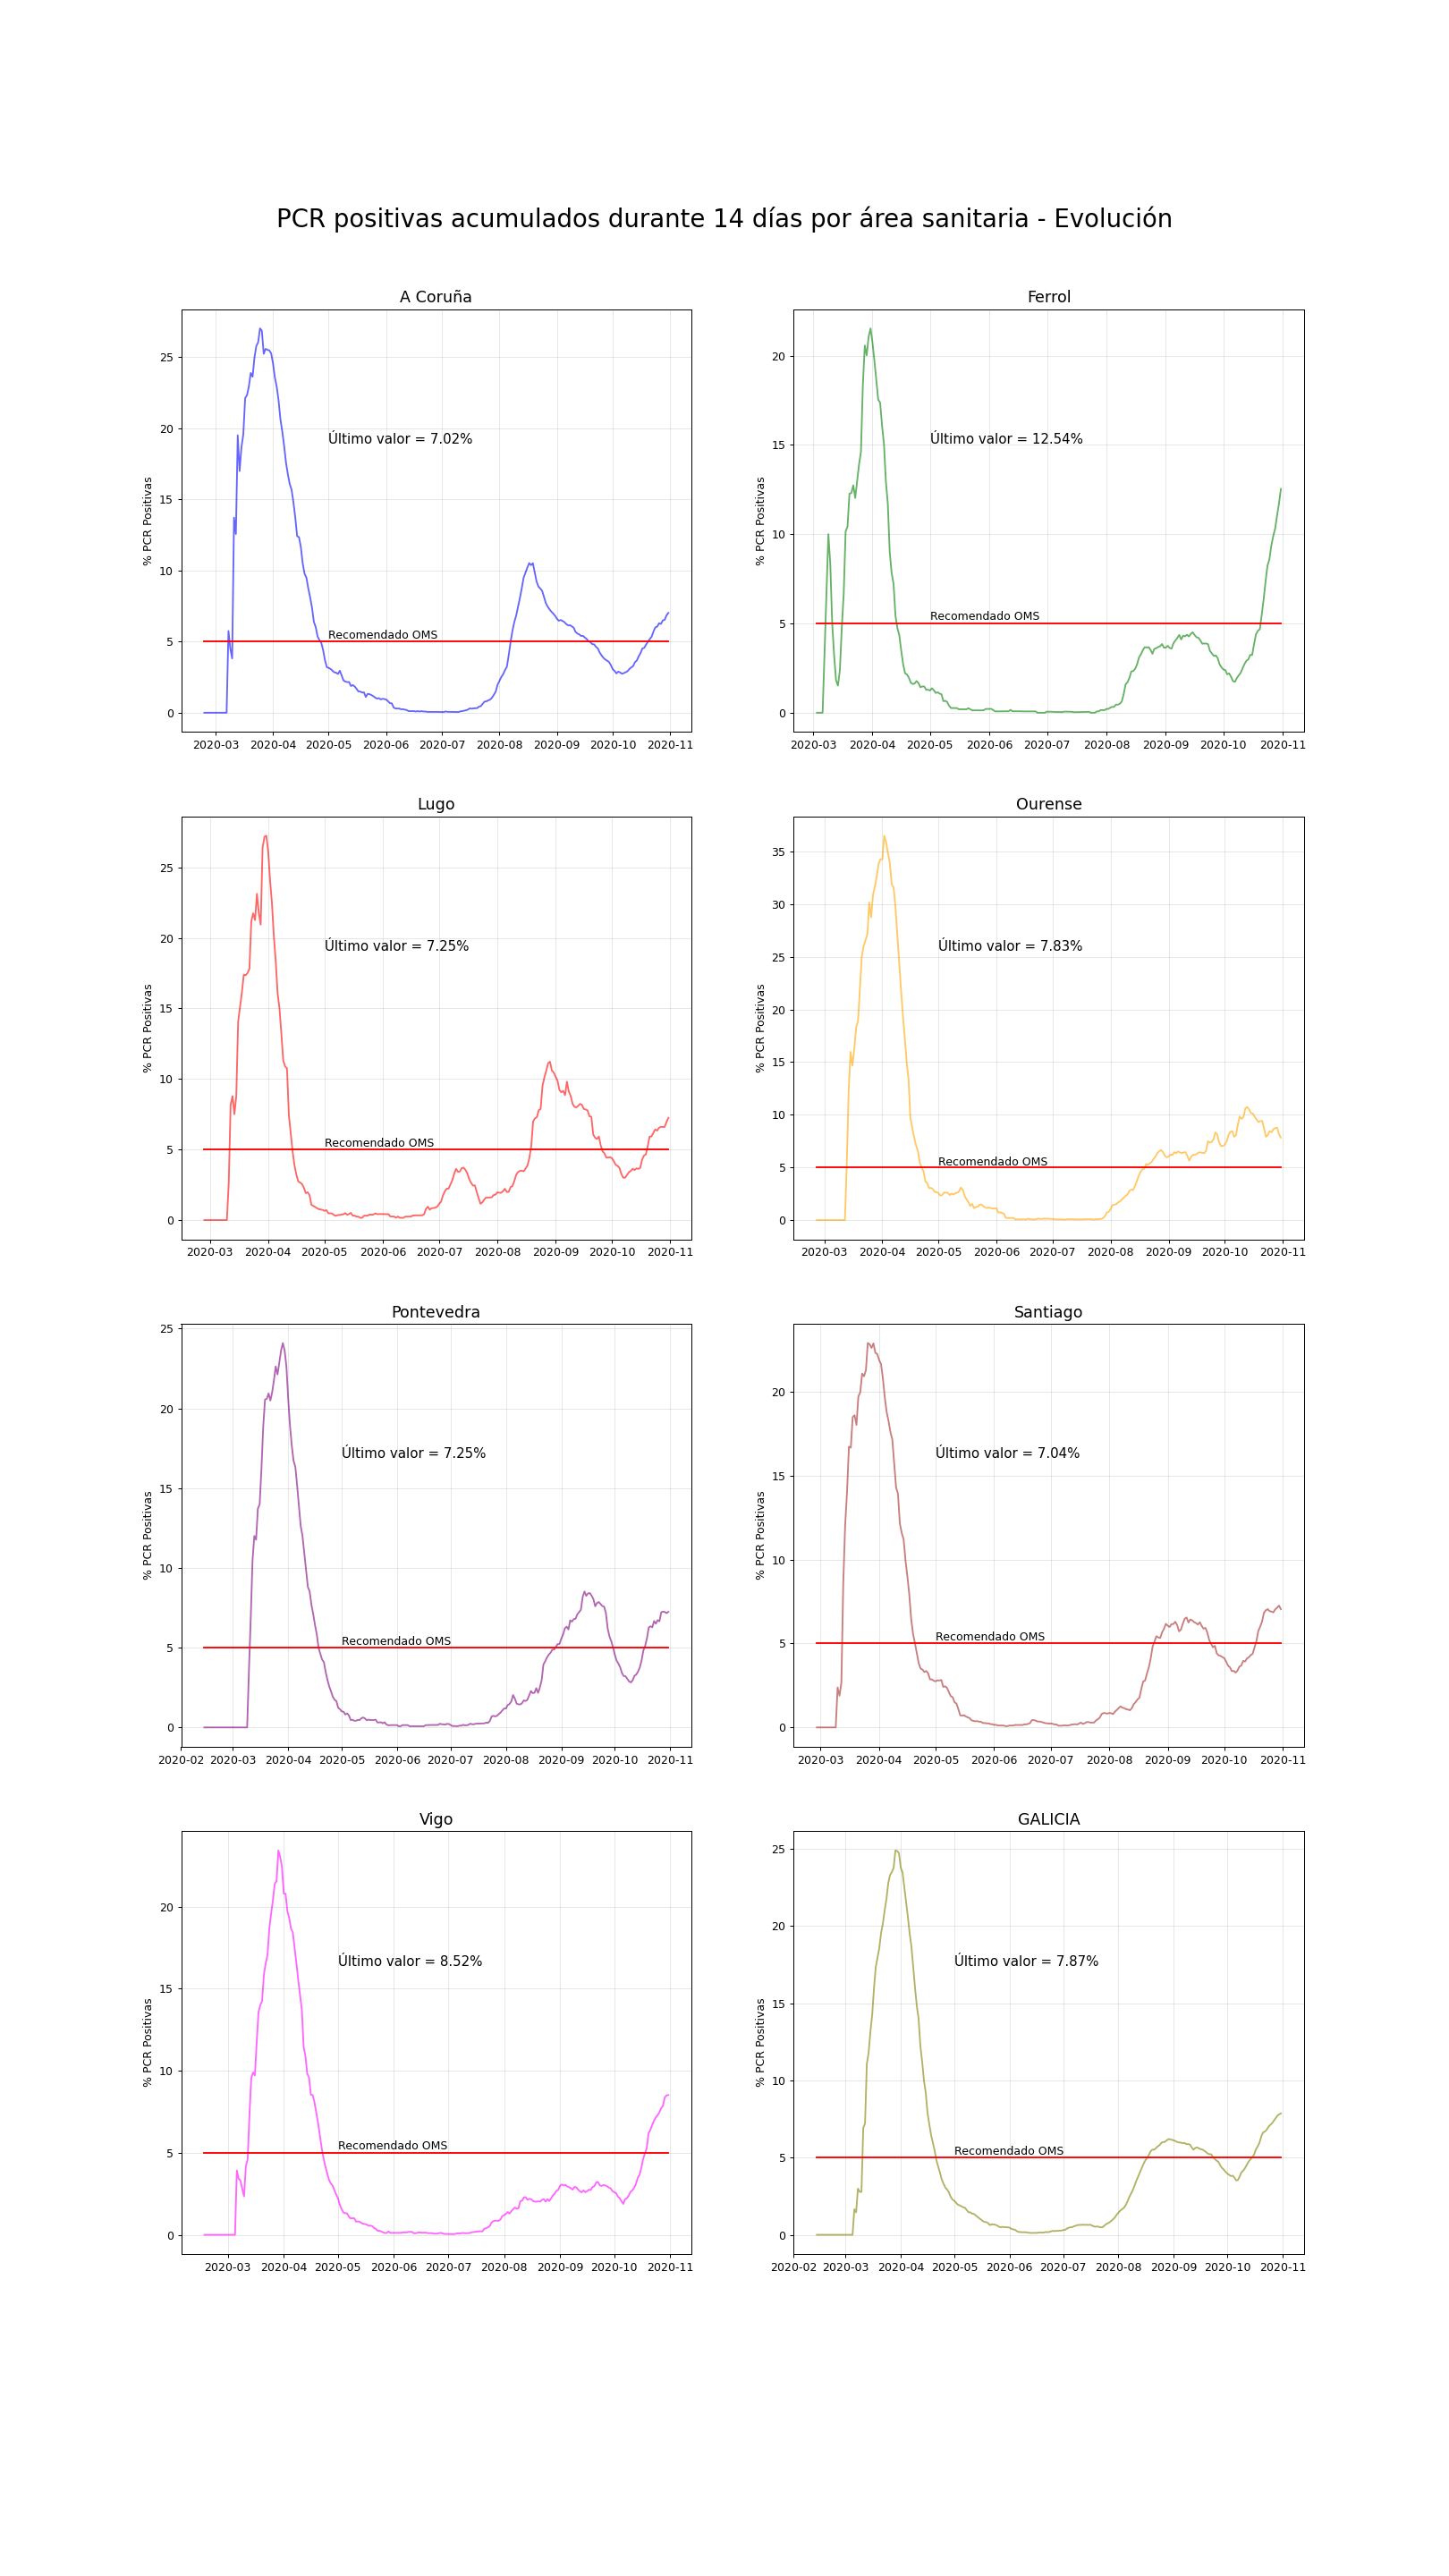 PCR positivas acumulados durante 14 días por área sanitaria - Evolución
A Coruña
% PCR Positivas
25
20
15
10
5
0
Último valor = 7.02%
Recomendado OMS
2020-03 2020-04 2020-05 2020-06 2020-07 2020-08 2020-09 2020-10 2020-11
Ferrol
% PCR Positivas
20
15
10
5
0
Último valor = 12.54%
Recomendado OMS
2020-03 2020-04 2020-05 2020-06 2020-07 2020-08 2020-09 2020-10 2020-11
Lugo
% PCR Positivas
25
20
15
10
5
0
Último valor = 7.25%
Recomendado OMS
2020-03 2020-04 2020-05 2020-06 2020-07 2020-08 2020-09 2020-10 2020-11
Ourense
% PCR Positivas
35
30
25
20
15
10
5
0
Último valor = 7.83%
Recomendado OMS
2020-03 2020-04 2020-05 2020-06 2020-07 2020-08 2020-09 2020-10 2020-11
Pontevedra
% PCR Positivas
25
20
15
10
5
0
Último valor = 7.25%
Recomendado OMS
2020-02 2020-03 2020-04 2020-05 2020-06 2020-07 2020-08 2020-09 2020-10 2020-11
Santiago
% PCR Positivas
20
15
10
5
0
Último valor = 7.04%
Recomendado OMS
2020-03 2020-04 2020-05 2020-06 2020-07 2020-08 2020-09 2020-10 2020-11
Vigo
% PCR Positivas
20
15
10
5
0
Último valor = 8.52%
Recomendado OMS
2020-03 2020-04 2020-05 2020-06 2020-07 2020-08 2020-09 2020-10 2020-11
GALICIA
% PCR Positivas
25
20
15
10
5
0
Último valor = 7.87%
Recomendado OMS
2020-02 2020-03 2020-04 2020-05 2020-06 2020-07 2020-08 2020-09 2020-10 2020-11